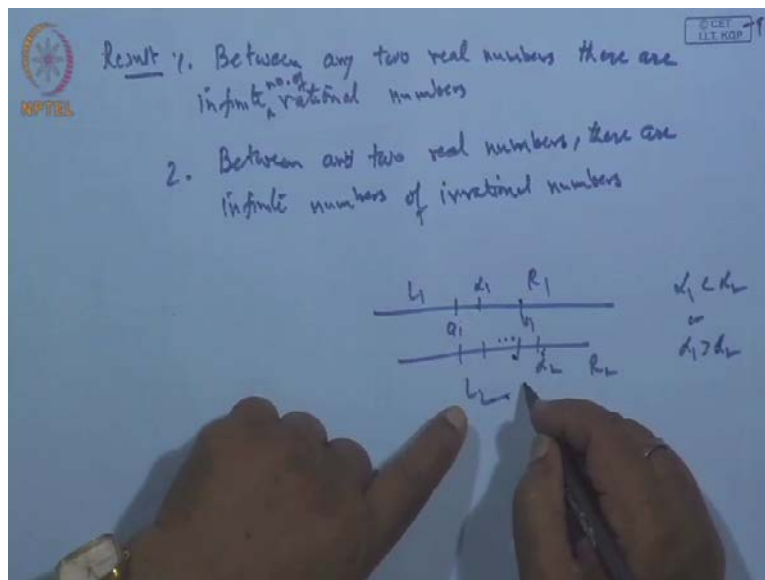 © CET
I.I.T. KGP
NPTEL
Result 1. Between any two real numbers there are
infinite no. of rational numbers
2. Between any two real numbers, there are
infinite numbers of irrational numbers
L₁ α₁ R₁
a₁
...
α₂ R₂
L₂
α₁ < α₂
or
α₁ > α₂